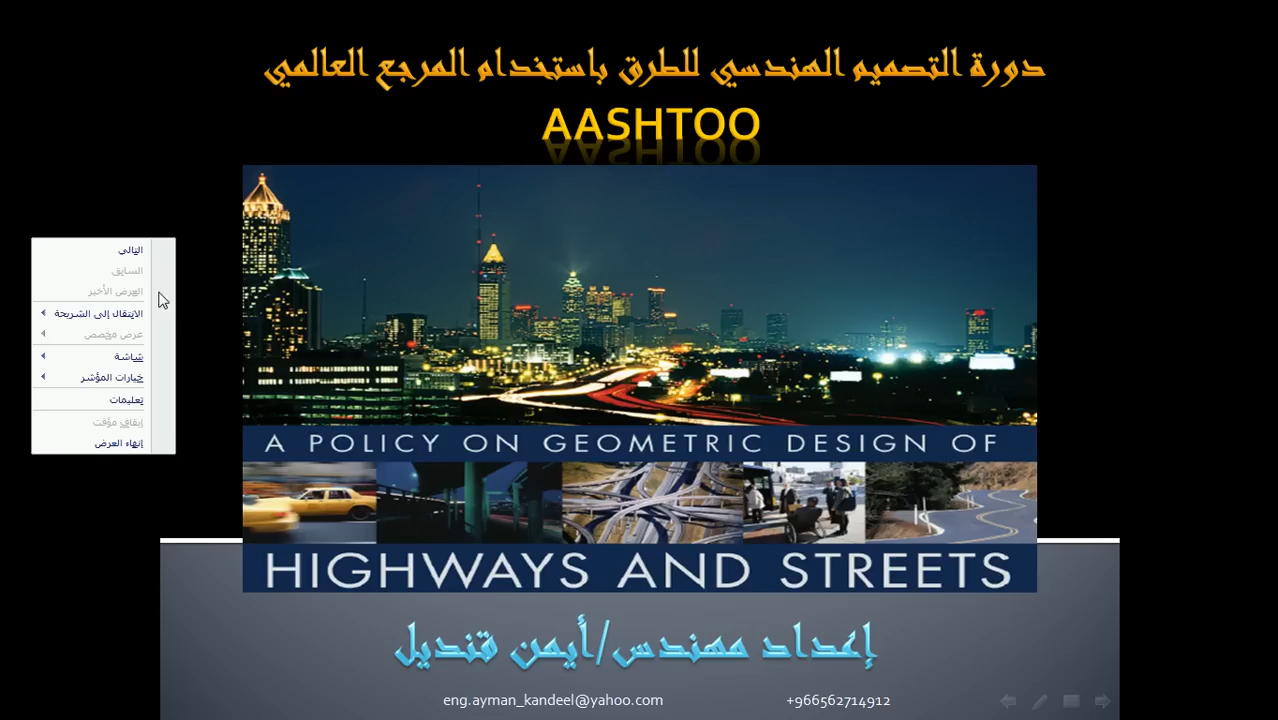 دورة التصميم الهندسي للطرق باستخدام المرجع العالمي
AASHTOO
A POLICY ON GEOMETRIC DESIGN OF
HIGHWAYS AND STREETS
إعداد مهندس/أيمن قنديل
eng.ayman_kandeel@yahoo.com +966562714912
التالي
السابق
العرض الأخير
الانتقال إلى الشريحة
عرض مخصص
شاشة
خيارات المؤشر
تعليمات
إيقاف مؤقت
إنهاء العرض